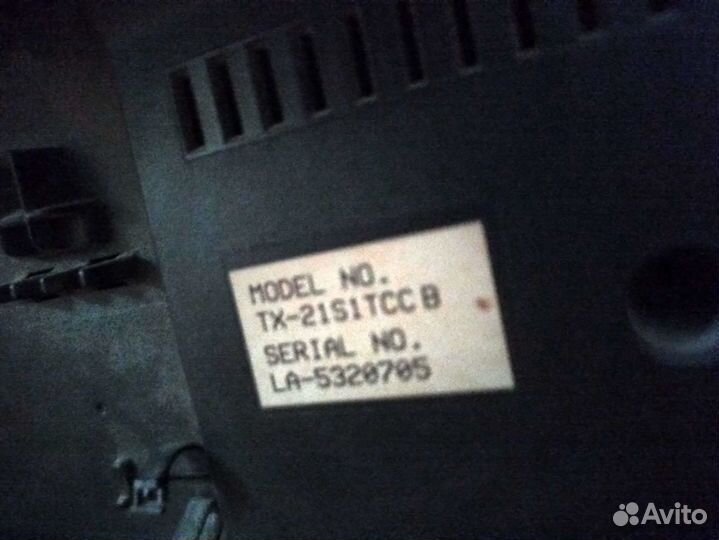 MODEL NO.
TX-21S1TCC B
SERIAL NO.
LA-5320705
Avito